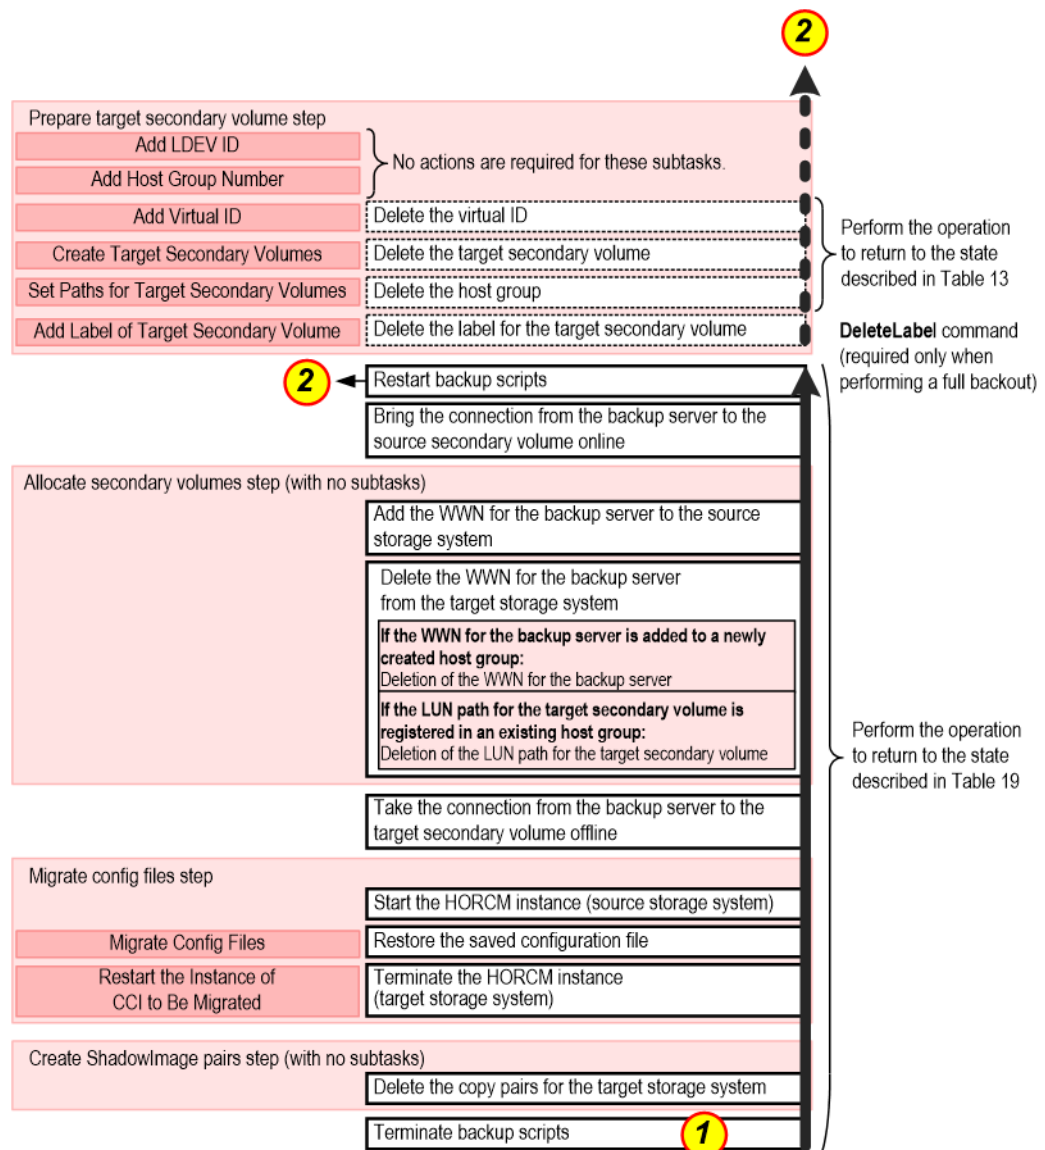 2
Prepare target secondary volume step
Add LDEV ID
Add Host Group Number
No actions are required for these subtasks.
Add Virtual ID
Delete the virtual ID
Create Target Secondary Volumes
Delete the target secondary volume
Set Paths for Target Secondary Volumes
Delete the host group
Perform the operation
to return to the state
described in Table 13
Add Label of Target Secondary Volume
Delete the label for the target secondary volume
DeleteLabel command
(required only when
performing a full backout)
2
Restart backup scripts
Bring the connection from the backup server to the
source secondary volume online
Allocate secondary volumes step (with no subtasks)
Add the WWN for the backup server to the source
storage system
Delete the WWN for the backup server
from the target storage system
If the WWN for the backup server is added to a newly
created host group:
Deletion of the WWN for the backup server
If the LUN path for the target secondary volume is
registered in an existing host group:
Deletion of the LUN path for the target secondary volume
Perform the operation
to return to the state
described in Table 19
Take the connection from the backup server to the
target secondary volume offline
Migrate config files step
Start the HORCM instance (source storage system)
Migrate Config Files
Restore the saved configuration file
Restart the Instance of
CCI to Be Migrated
Terminate the HORCM instance
(target storage system)
Create ShadowImage pairs step (with no subtasks)
Delete the copy pairs for the target storage system
Terminate backup scripts
1